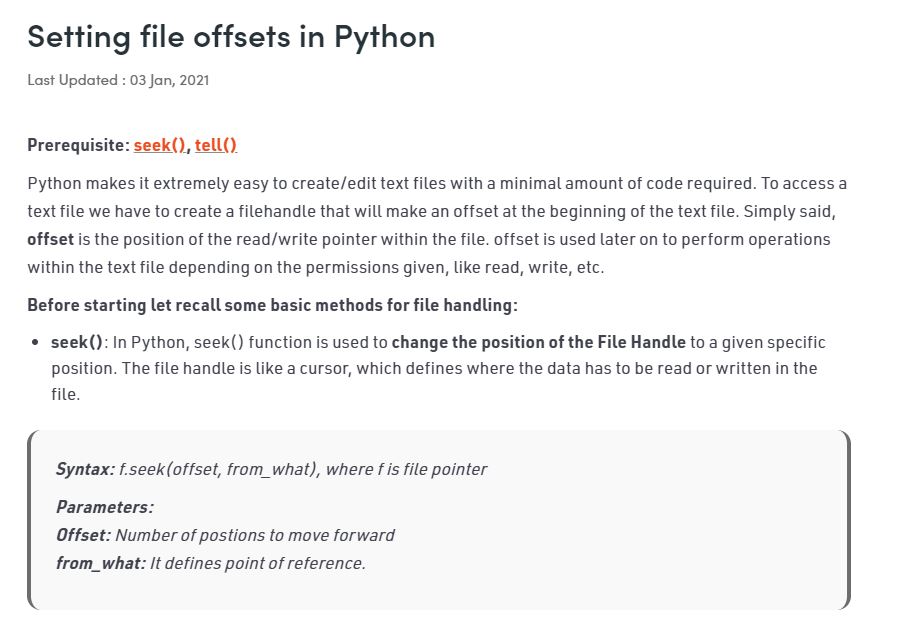 Setting file offsets in Python
Last Updated : 03 Jan, 2021
Prerequisite: seek(), tell()
Python makes it extremely easy to create/edit text files with a minimal amount of code required. To access a
text file we have to create a filehandle that will make an offset at the beginning of the text file. Simply said,
offset is the position of the read/write pointer within the file. offset is used later on to perform operations
within the text file depending on the permissions given, like read, write, etc.
Before starting let recall some basic methods for file handling:
• seek(): In Python, seek() function is used to change the position of the File Handle to a given specific
position. The file handle is like a cursor, which defines where the data has to be read or written in the
file.
Syntax: f.seek(offset, from_what), where f is file pointer
Parameters:
Offset: Number of postions to move forward
from_what: It defines point of reference.